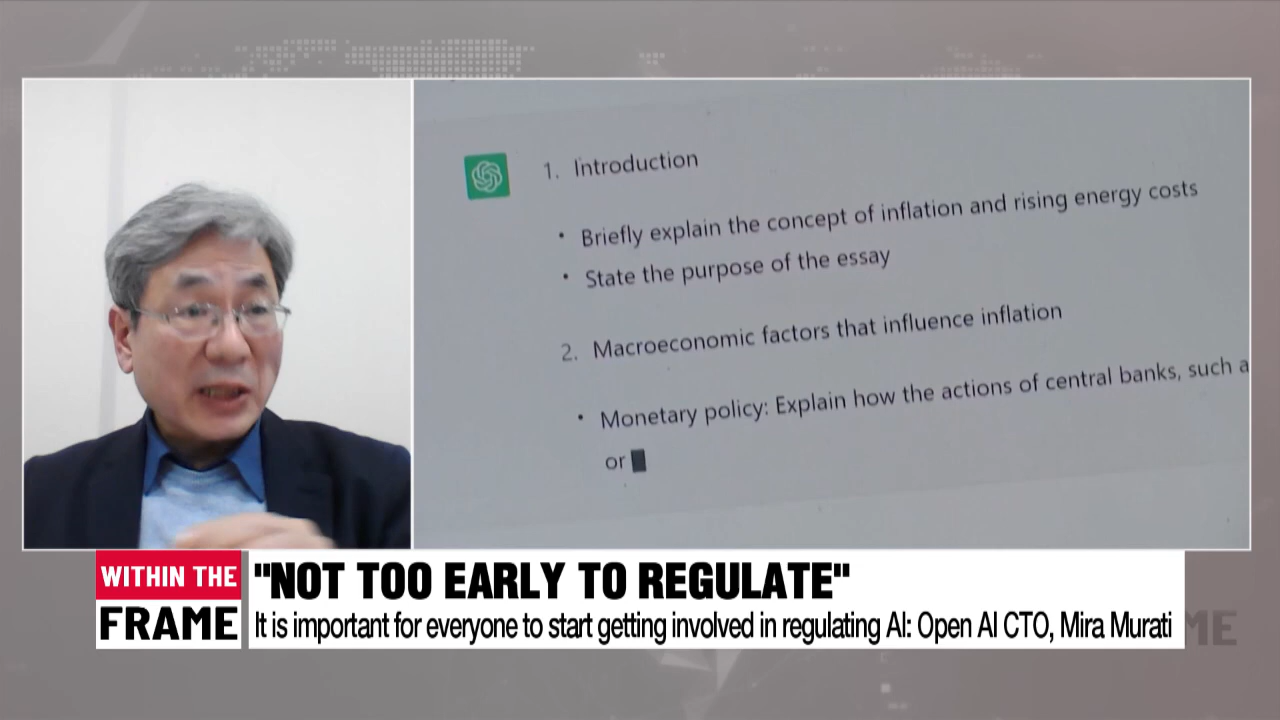 1. Introduction
• Briefly explain the concept of inflation and rising energy costs
• State the purpose of the essay
2. Macroeconomic factors that influence inflation
• Monetary policy: Explain how the actions of central banks, such a
or
WITHIN THE
FRAME
"NOT TOO EARLY TO REGULATE"
It is important for everyone to start getting involved in regulating AI: Open AI CTO, Mira Murati
ME